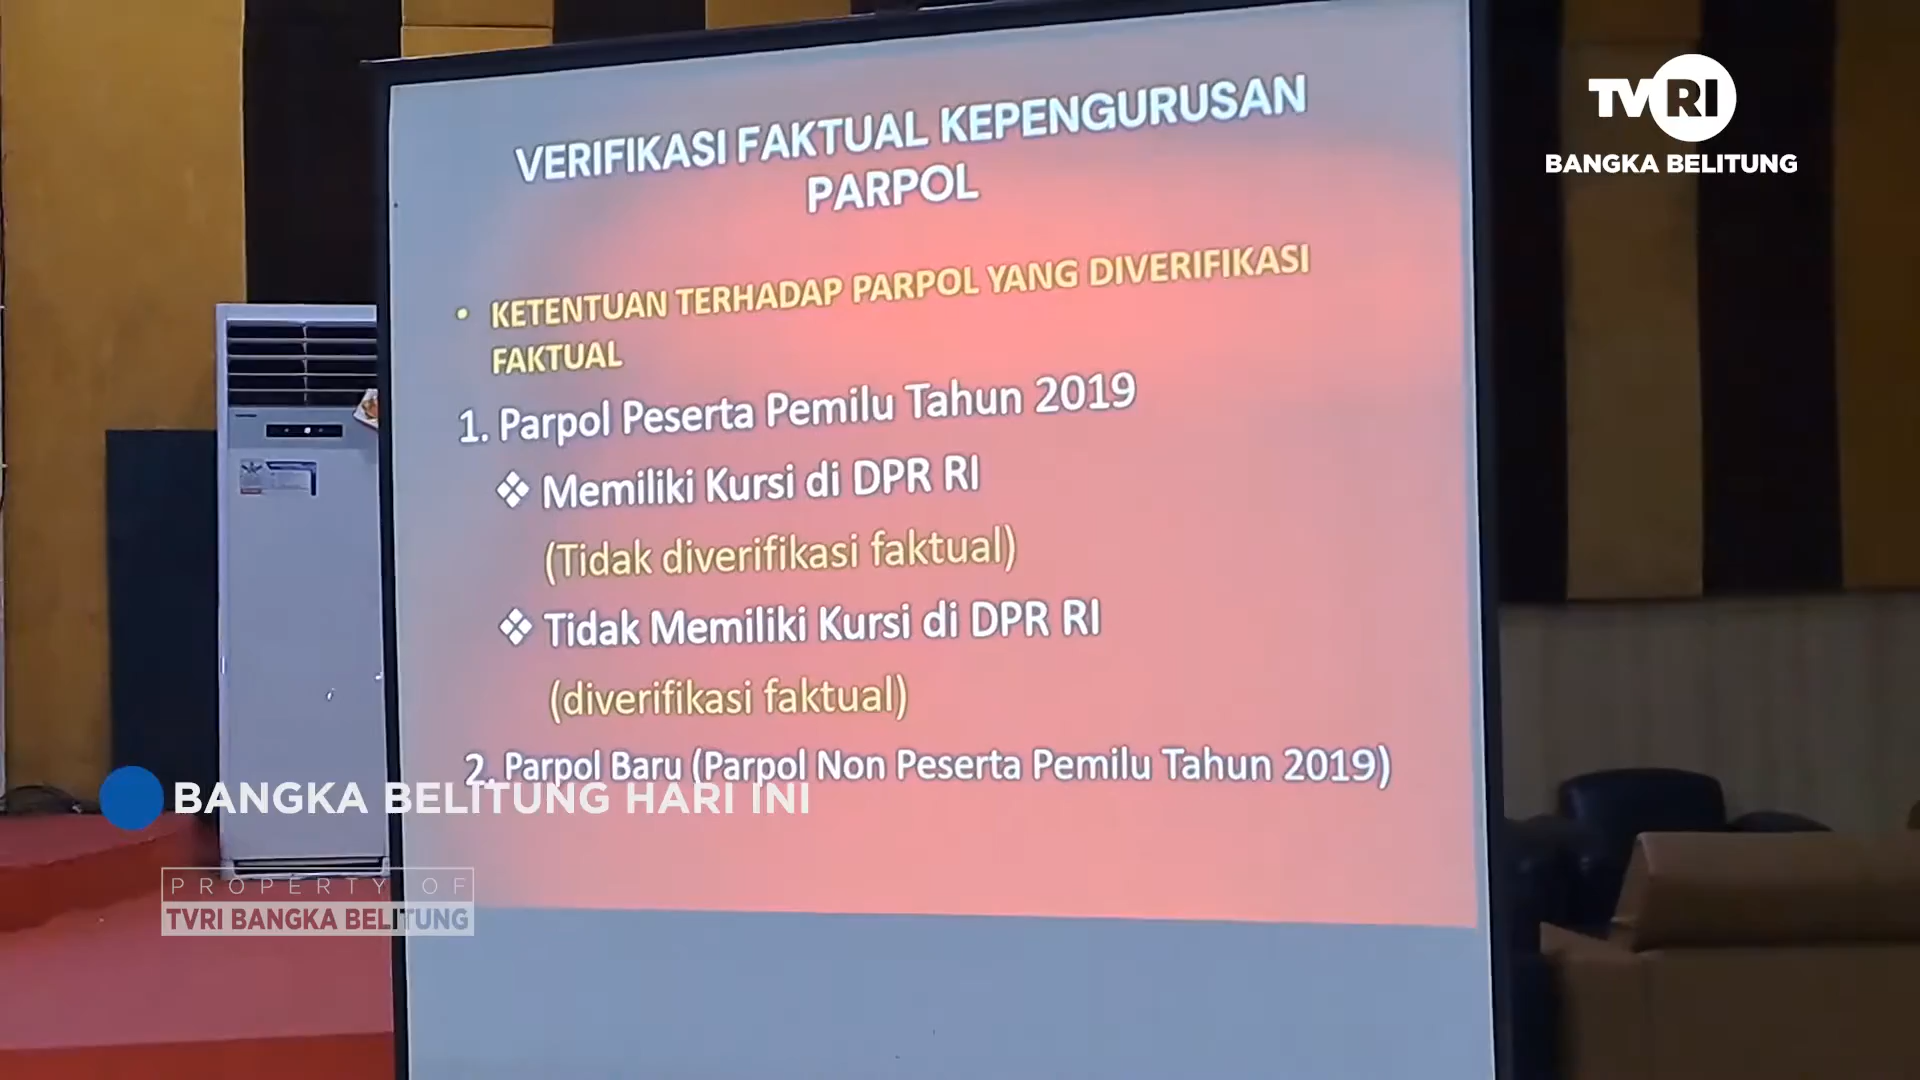 TVRI
BANGKA BELITUNG
VERIFIKASI FAKTUAL KEPENGURUSAN
PARPOL
• KETENTUAN TERHADAP PARPOL YANG DIVERIFIKASI
FAKTUAL
1. Parpol Peserta Pemilu Tahun 2019
❖ Memiliki Kursi di DPR RI
(Tidak diverifikasi faktual)
❖ Tidak Memiliki Kursi di DPR RI
(diverifikasi faktual)
2. Parpol Baru (Parpol Non Peserta Pemilu Tahun 2019)
BANGKA BELITUNG HARI INI
PROPERTY OF
TVRI BANGKA BELITUNG